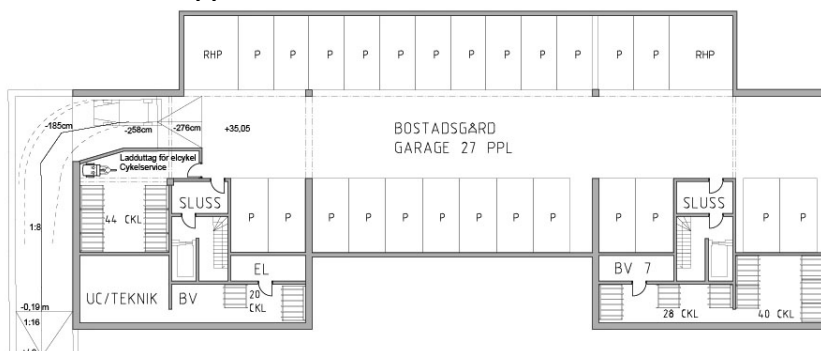 RHP P P P P P P P P P P P P RHP
-185cm
-258cm -276cm +35,05
BOSTADSGÅRD
GARAGE 27 PPL
Ladduttag för elcykel
Cykelservice
SLUSS SLUSS
44 CKL
P P P P P P P P P P P P P
1:8
EL BV 7
UC/TEKNIK BV 20
CKL
-0,19 m
28 CKL 40 CKL
1:16